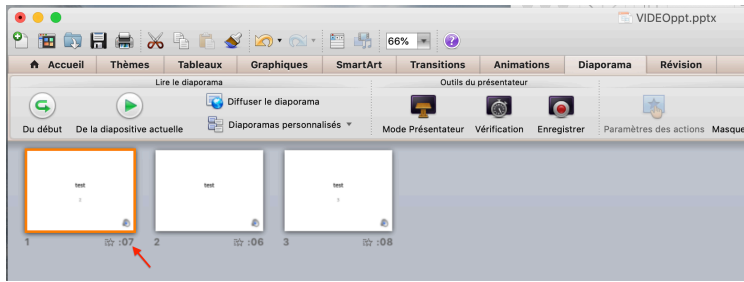 VIDEOppt.pptx
66%
Accueil Thèmes Tableaux Graphiques SmartArt Transitions Animations Diaporama Révision
Lire le diaporama Outils du présentateur
Diffuser le diaporama
Diaporamas personnalisés
Du début De la diapositive actuelle Mode Présentateur Vérification Enregistrer Paramètres des actions Masque
test test test
1 :07 2 :06 3 :08